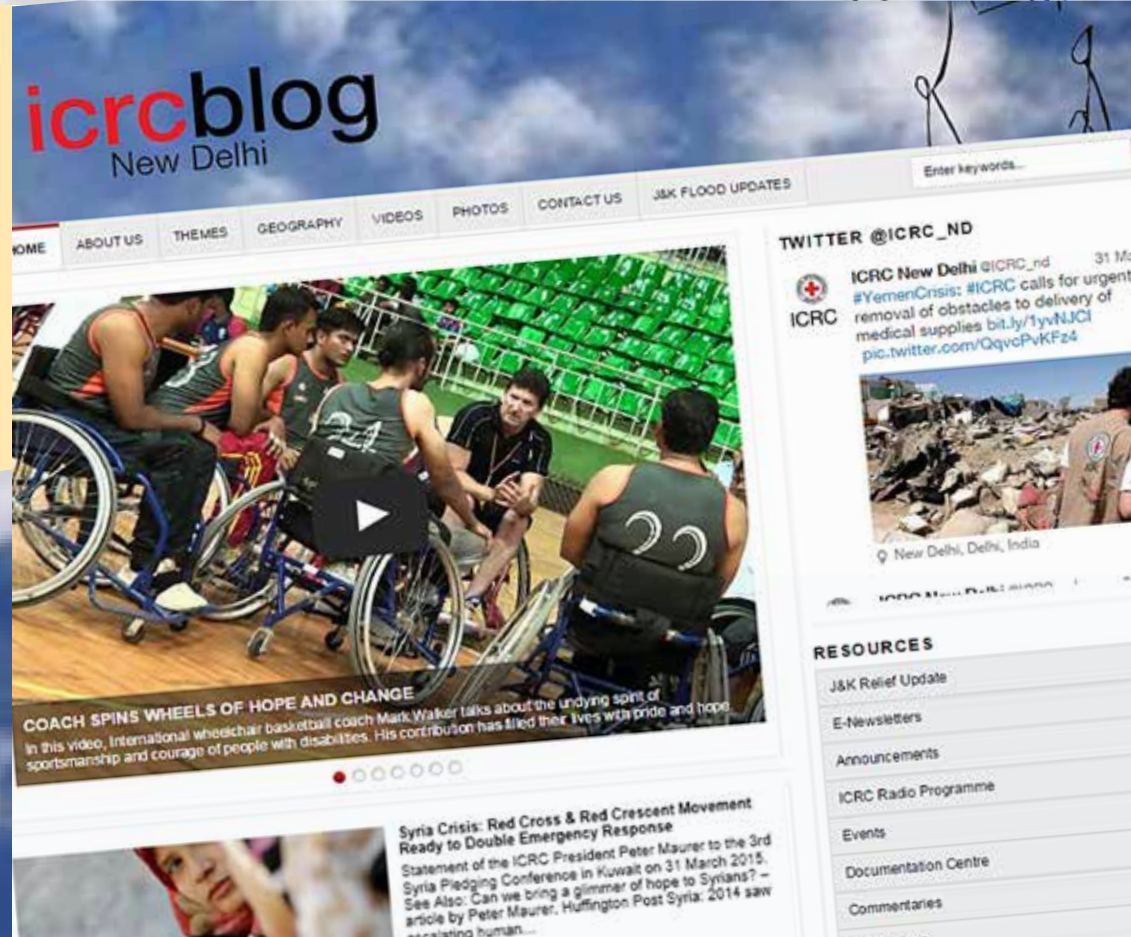 icrcblog
New Delhi
Enter keywords...
HOME
ABOUT US
THEMES
GEOGRAPHY
VIDEOS
PHOTOS
CONTACT US
J&K FLOOD UPDATES
24
22
COACH SPINS WHEELS OF HOPE AND CHANGE
In this video, International wheelchair basketball coach Mark Walker talks about the undying spirit of
sportsmanship and courage of people with disabilities. His contribution has filled their lives with pride and hope
Syria Crisis: Red Cross & Red Crescent Movement
Ready to Double Emergency Response
Statement of the ICRC President Peter Maurer to the 3rd
Syria Pledging Conference in Kuwait on 31 March 2015.
See Also: Can we bring a glimmer of hope to Syrians? –
article by Peter Maurer, Huffington Post Syria: 2014 saw
escalating human...
TWITTER @ICRC_ND
ICRC New Delhi @ICRC_nd 31
ICRC
#YemenCrisis: #ICRC calls for urgent
removal of obstacles to delivery of
medical supplies bit.ly/1yvNJCl
pic.twitter.com/QqvcPvKFz4
New Delhi, Delhi, India
RESOURCES
J&K Relief Update
E-Newsletters
Announcements
ICRC Radio Programme
Events
Documentation Centre
Commentaries